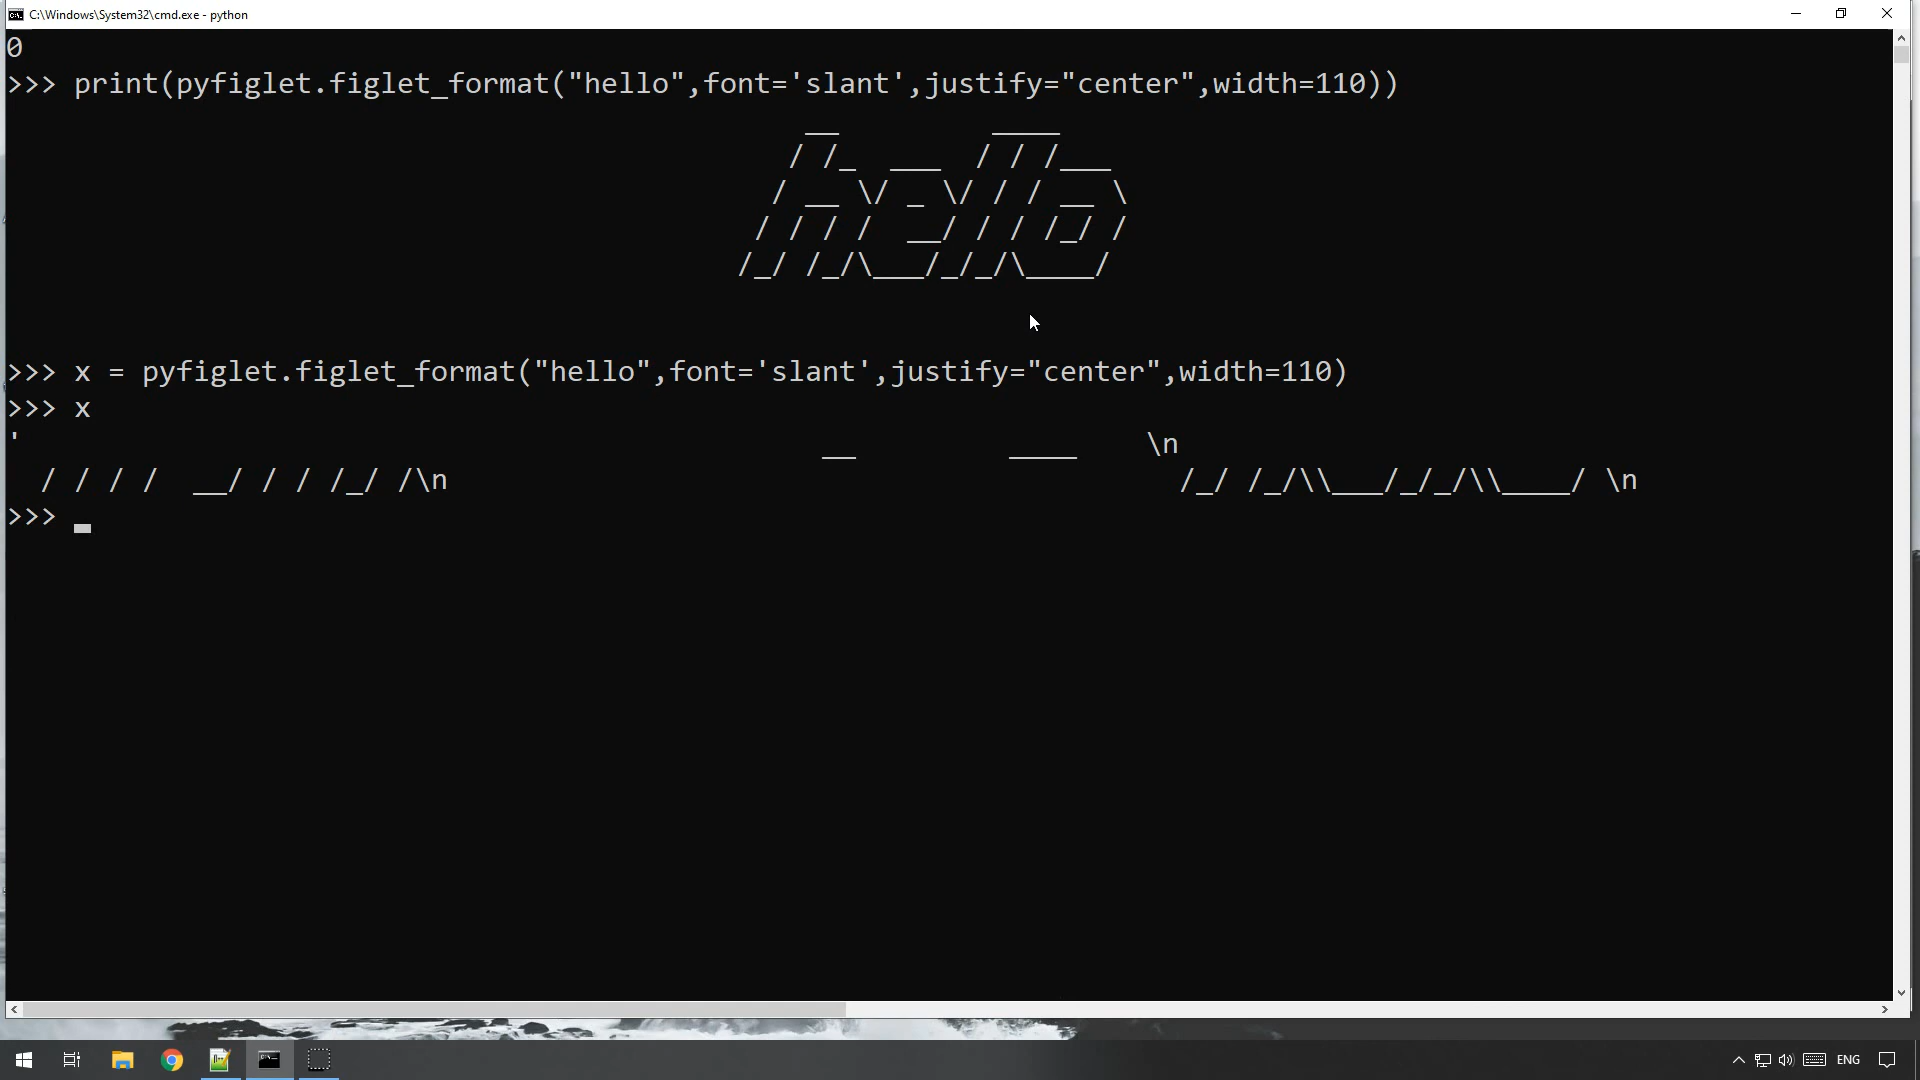 C:\Windows\System32\cmd.exe - python
0
>>> print(pyfiglet.figlet_format("hello",font='slant',justify="center",width=110))
    __         ____
   / /_  ___  / / /___
  / __ \/ _ \/ / / __ \
 / / / /  __/ / / /_/ /
/_/ /_/\___/_/_/\____/
>>> x = pyfiglet.figlet_format("hello",font='slant',justify="center",width=110)
>>> x
'                                               __         ____    \n
  / / / /  __/ / / /_/ /\n                                           /_/ /_/\\___/_/_/\\____/ \n
>>> 
ENG